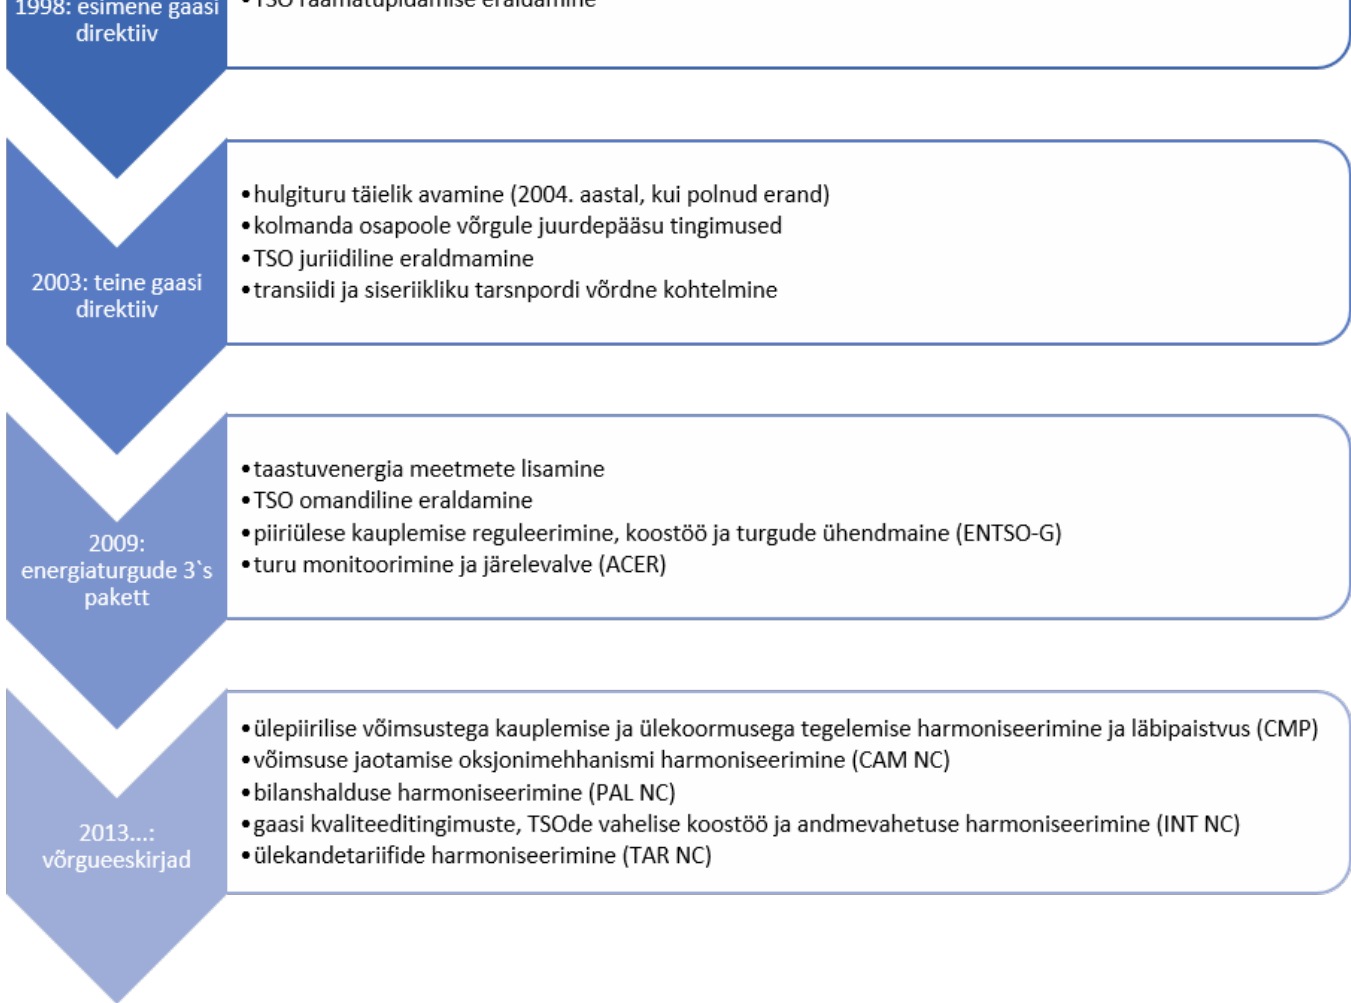 1998: esimene gaasi
direktiiv
•TSO raamatupidamise eraldamine
2003: teine gaasi
direktiiv
•hulgituru täielik avamine (2004. aastal, kui polnud erand)
•kolmanda osapoole võrgule juurdepääsu tingimused
•TSO juriidiline eraldmamine
•transiidi ja siseriikliku tarsnpordi võrdne kohtelmine
2009:
energiaturgude 3`s
pakett
•taastuvenergia meetmete lisamine
•TSO omandiline eraldamine
•piiriülese kauplemise reguleerimine, koostöö ja turgude ühendmaine (ENTSO-G)
•turu monitoorimine ja järelevalve (ACER)
2013...:
võrgueeskirjad
•ülepiirilise võimsustega kauplemise ja ülekoormusega tegelemise harmoniseerimine ja läbipaistvus (CMP)
•võimsuse jaotamise oksjonimehhanismi harmoniseerimine (CAM NC)
•bilanshalduse harmoniseerimine (PAL NC)
•gaasi kvaliteeditingimuste, TSOde vahelise koostöö ja andmevahetuse harmoniseerimine (INT NC)
•ülekandetariifide harmoniseerimine (TAR NC)